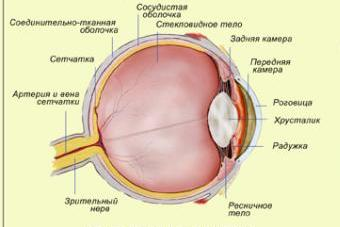 Сосудистая
оболочка
Соединительно-тканная
оболочка
Стекловидное тело
Задняя камера
Сетчатка
Передняя
камера
Артерия и вена
сетчатки
Роговица
Хрусталик
Радужка
Зрительный
нерв
Ресничное
тело